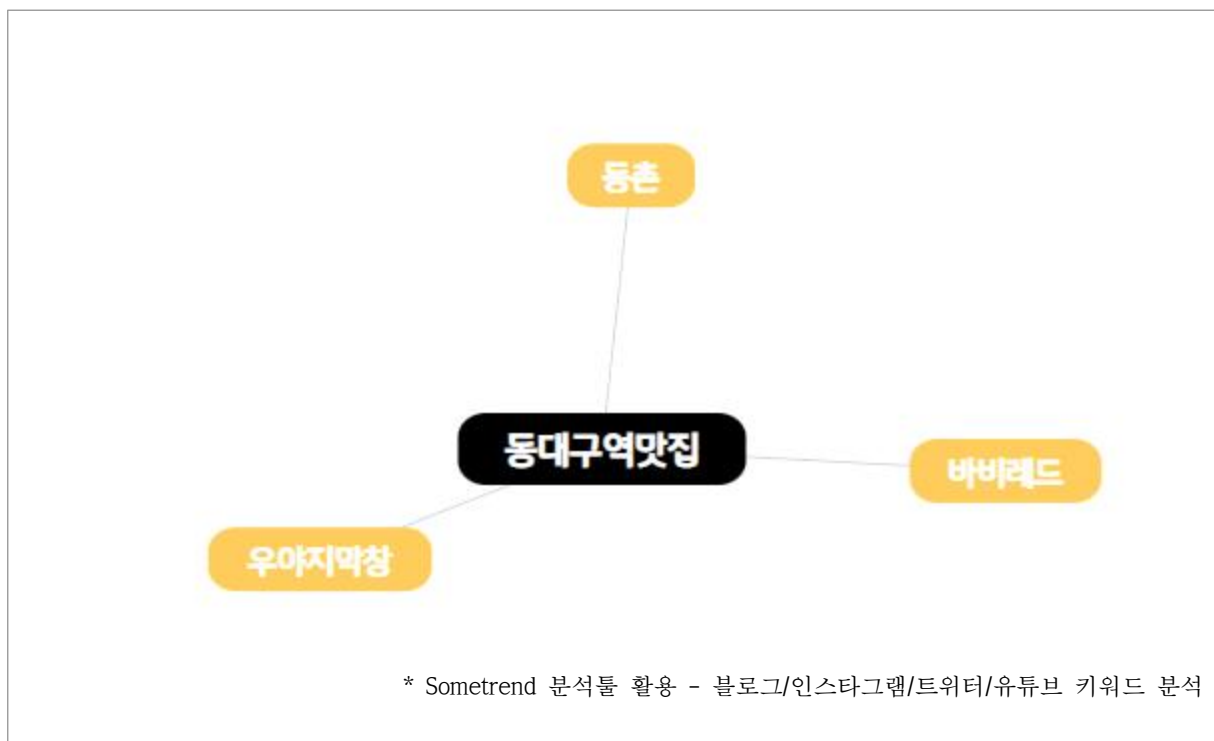 동촌
동대구역맛집
바비레드
우야지막창
* Sometrend 분석툴 활용 - 블로그/인스타그램/트위터/유튜브 키워드 분석